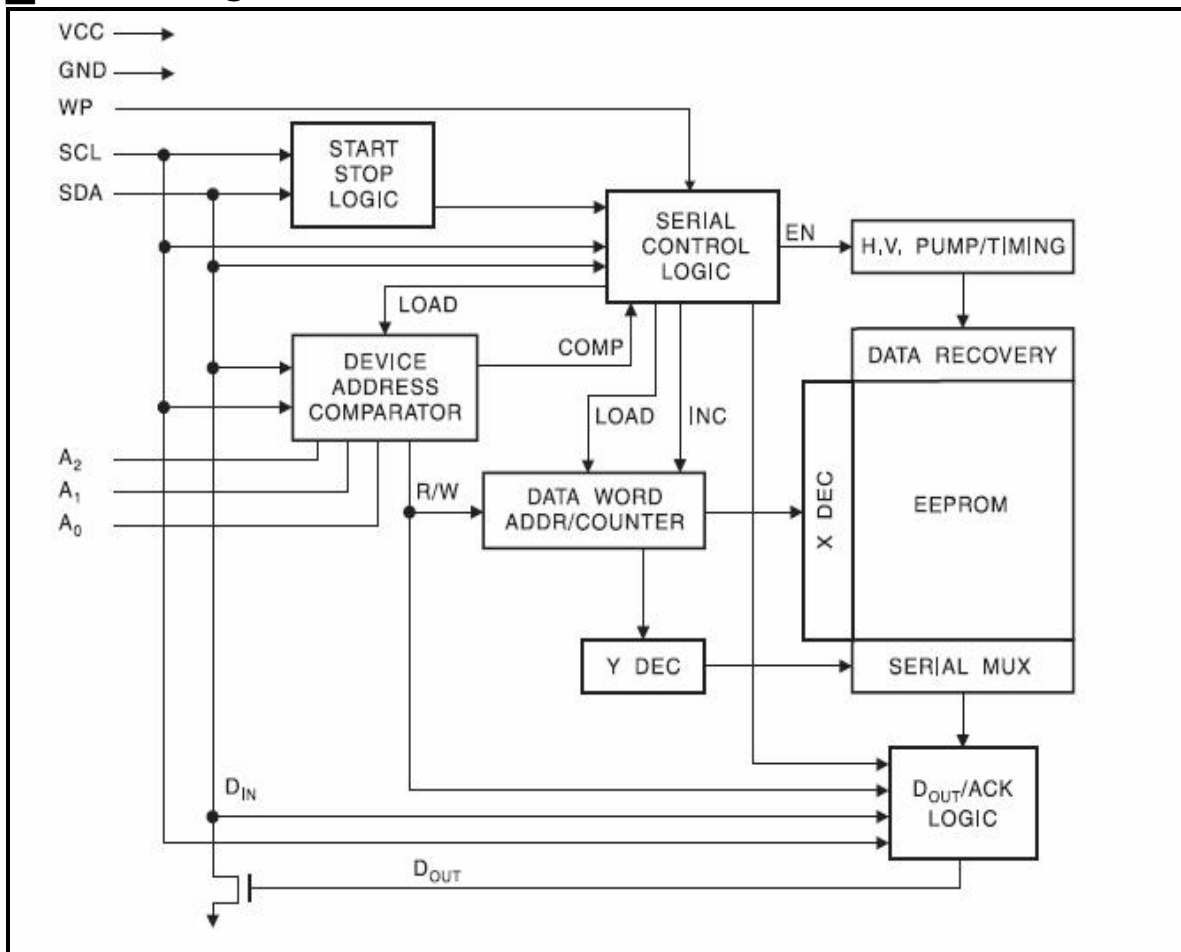 VCC
GND
WP
SCL
SDA
START
STOP
LOGIC
SERIAL
CONTROL
LOGIC
EN
H.V. PUMP/TIMING
LOAD
COMP
DEVICE
ADDRESS
COMPARATOR
DATA RECOVERY
LOAD
INC
A2
A1
A0
R/W
DATA WORD
ADDR/COUNTER
X DEC
EEPROM
Y DEC
SERIAL MUX
DIN
DOUT/ACK
LOGIC
DOUT